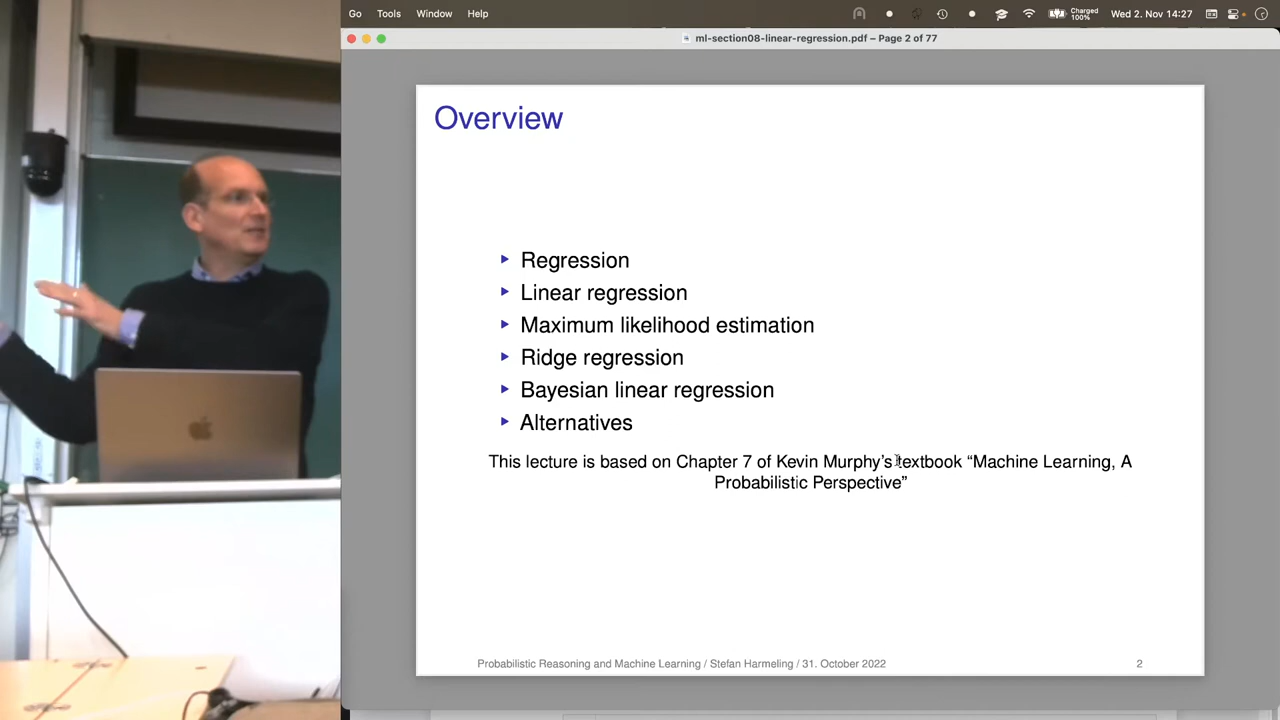 Go Tools Window Help
Charged
100%
Wed 2. Nov 14:27
ml-section08-linear-regression.pdf – Page 2 of 77
Overview
Regression
Linear regression
Maximum likelihood estimation
Ridge regression
Bayesian linear regression
Alternatives
This lecture is based on Chapter 7 of Kevin Murphy's textbook “Machine Learning, A
Probabilistic Perspective”
Probabilistic Reasoning and Machine Learning / Stefan Harmeling / 31. October 2022
2